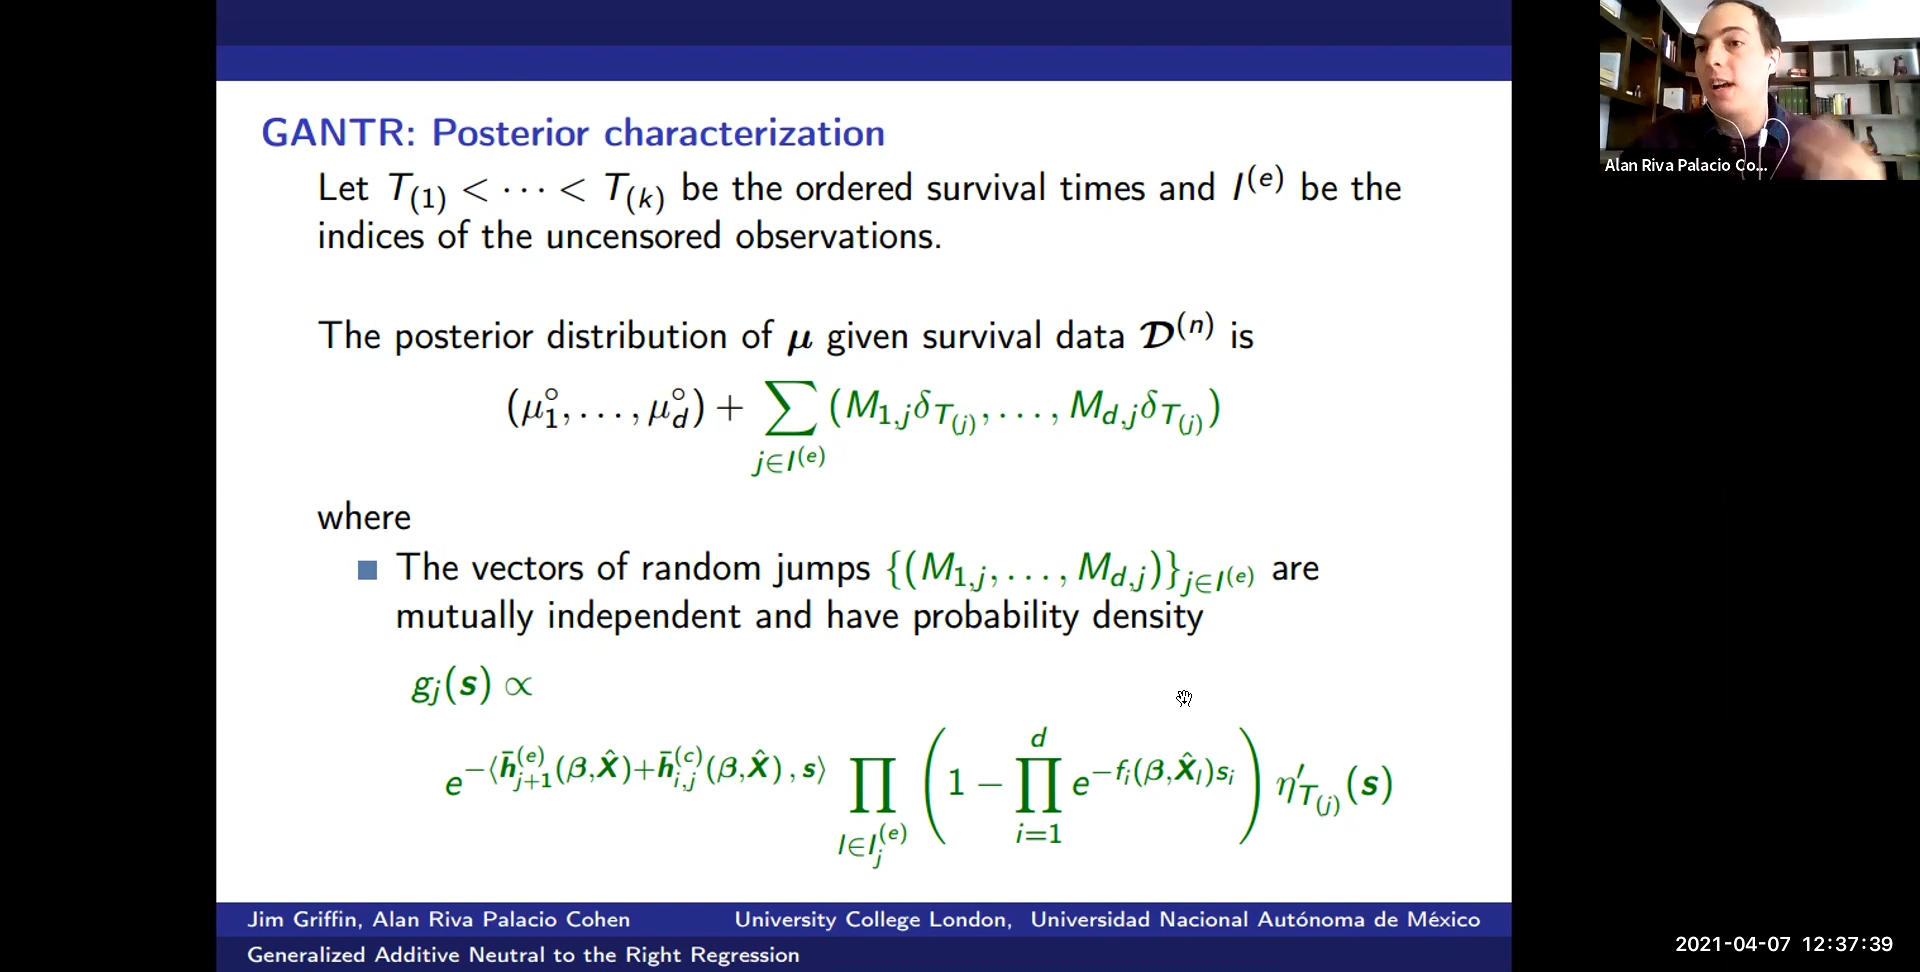 GANTR: Posterior characterization
Let T_(1) < ··· < T_(k) be the ordered survival times and I^(e) be the
indices of the uncensored observations.
The posterior distribution of μ given survival data 𝓓^(n) is
(μ₁°, ..., μ_d°) + ∑_{j∈I^(e)} (M_{1,j}δ_{T_(j)}, ..., M_{d,j}δ_{T_(j)})
where
The vectors of random jumps {(M_{1,j}, ..., M_{d,j})}_{j∈I^(e)} are
mutually independent and have probability density
g_j(s) ∝
e^{−⟨h̄^{(e)}_{j+1}(β,X̂)+h̄^{(c)}_{i,j}(β,X̂), s⟩} ∏_{l∈I_j^{(e)}} (1 − ∏_{i=1}^{d} e^{−f_i(β,X̂_l)s_i}) η′_{T_(j)}(s)
Jim Griffin, Alan Riva Palacio Cohen University College London, Universidad Nacional Autónoma de México
Generalized Additive Neutral to the Right Regression
Alan Riva Palacio Co...
2021-04-07 12:37:39